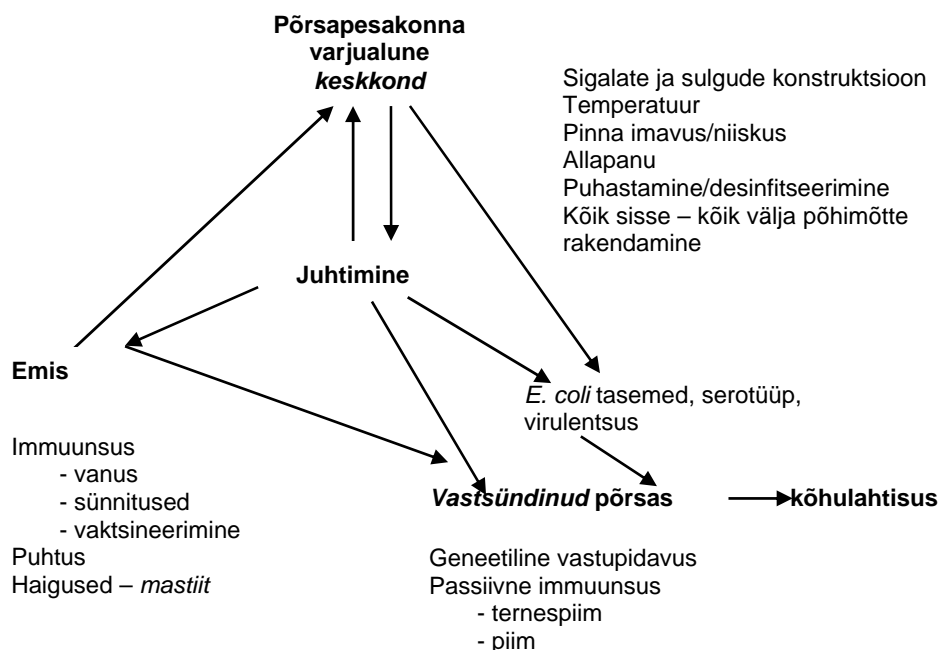 Põrsapesakonna
varjualune
keskkond
Sigalate ja sulgude konstruktsioon
Temperatuur
Pinna imavus/niiskus
Allapanu
Puhastamine/desinfitseerimine
Kõik sisse – kõik välja põhimõtte
rakendamine
Juhtimine
Emis
E. coli tasemed, serotüüp,
virulentsus
Immuunsus
- vanus
- sünnitused
- vaktsineerimine
Puhtus
Haigused – mastiit
Vastsündinud põrsas
kõhulahtisus
Geneetiline vastupidavus
Passiivne immuunsus
- ternespiim
- piim